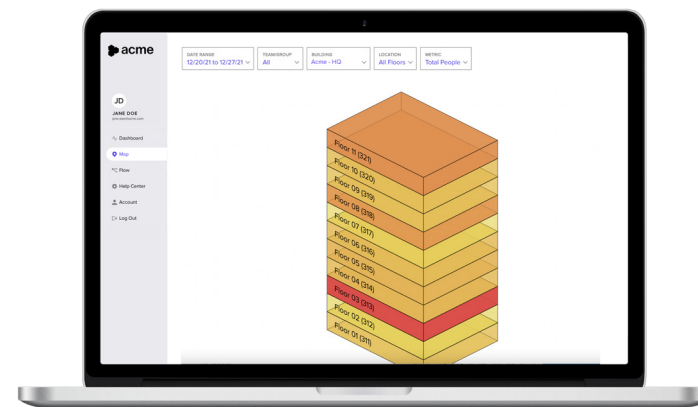 acme
DATE RANGE
12/20/21 to 12/27/21
TEAM/GROUP
All
BUILDING
Acme - HQ
LOCATION
All Floors
METRIC
Total People
JD
JANE DOE
Dashboard
Map
Flow
Help Center
Account
Log Out
Floor 11 (321)
Floor 10 (320)
Floor 09 (319)
Floor 08 (318)
Floor 07 (317)
Floor 06 (316)
Floor 05 (315)
Floor 04 (314)
Floor 03 (313)
Floor 02 (312)
Floor 01 (311)